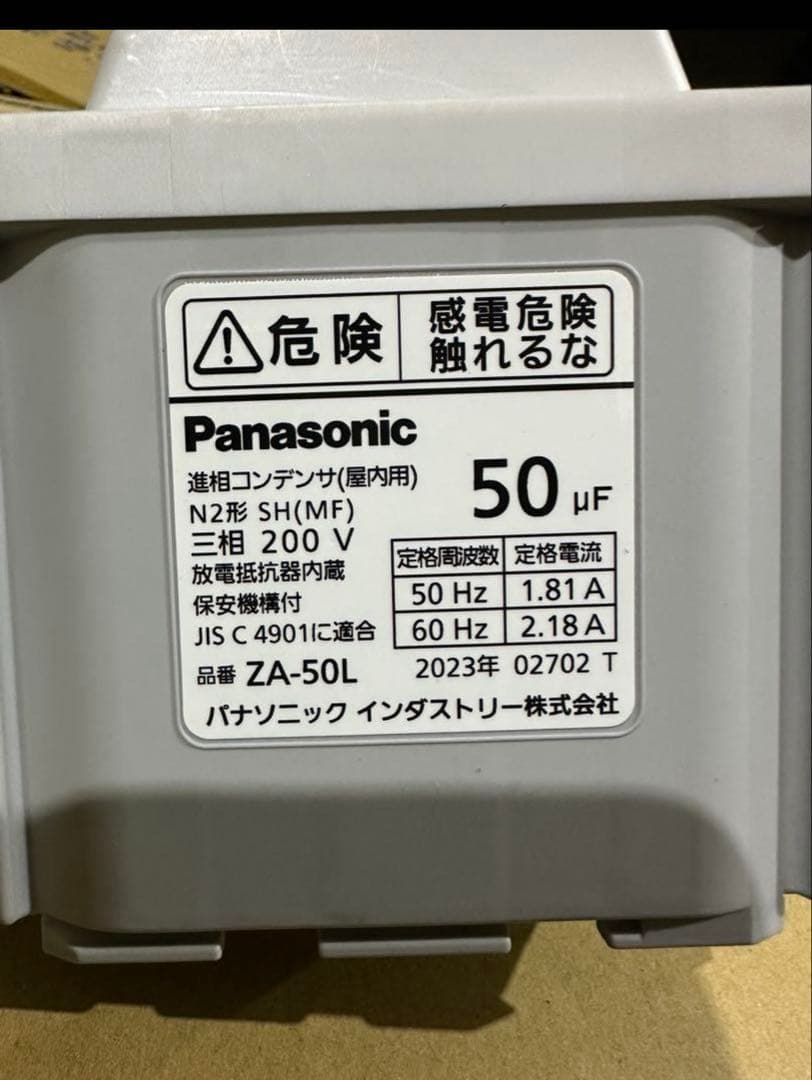 危険
感電危険
触れるな
Panasonic
進相コンデンサ(屋内用)
50 μF
N2形 SH(MF)
三相 200 V
放電抵抗器内蔵
保安機構付
JIS C 4901に適合
定格周波数 定格電流
50 Hz 1.81 A
60 Hz 2.18 A
品番 ZA-50L
2023年 02702 T
パナソニック インダストリー株式会社